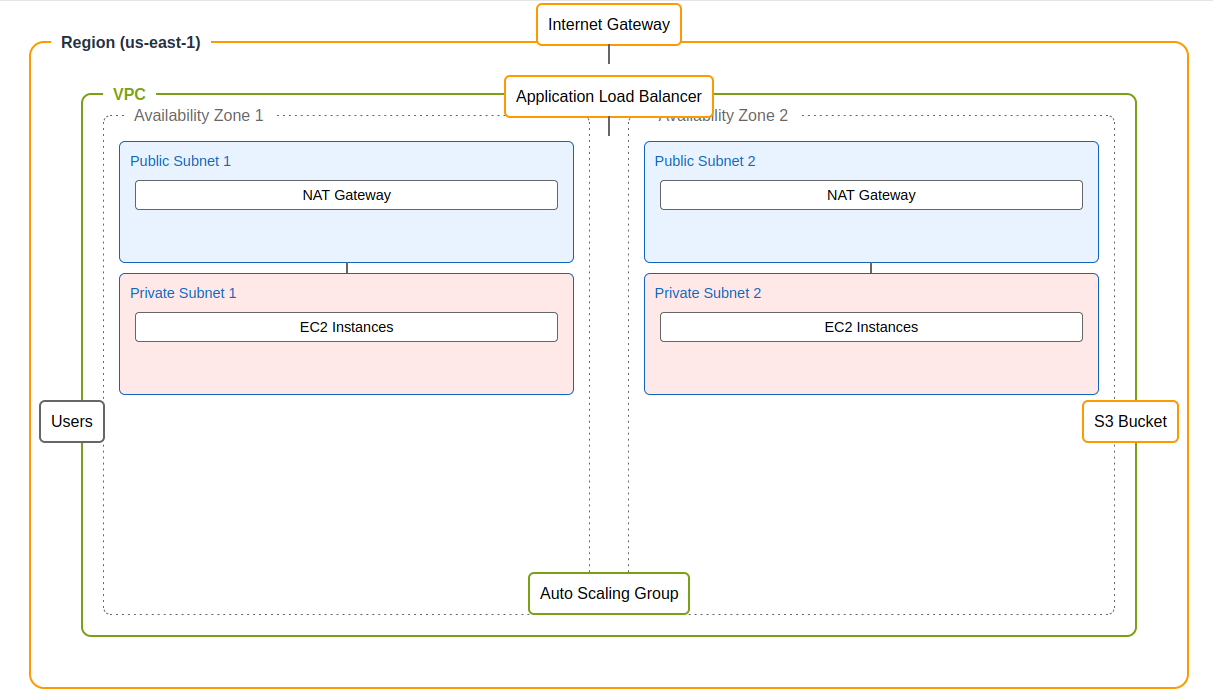 Internet Gateway
Region (us-east-1)
VPC
Application Load Balancer
Availability Zone 1
Availability Zone 2
Public Subnet 1
Public Subnet 2
NAT Gateway
NAT Gateway
Private Subnet 1
Private Subnet 2
EC2 Instances
EC2 Instances
Users
S3 Bucket
Auto Scaling Group